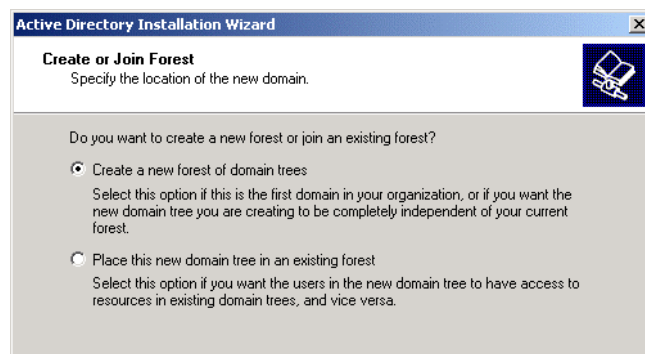 Active Directory Installation Wizard
Create or Join Forest
Specify the location of the new domain.
Do you want to create a new forest or join an existing forest?
Create a new forest of domain trees
Select this option if this is the first domain in your organization, or if you want the
new domain tree you are creating to be completely independent of your current
forest.
Place this new domain tree in an existing forest
Select this option if you want the users in the new domain tree to have access to
resources in existing domain trees, and vice versa.